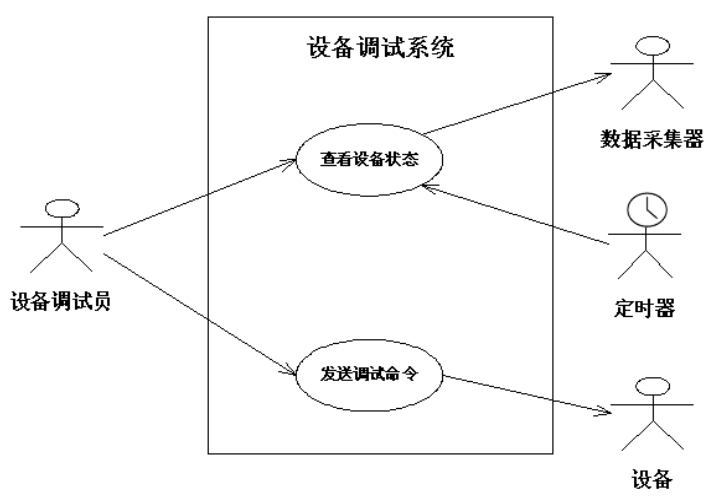 设备调试系统
数据采集器
查看设备状态
设备调试员
定时器
发送调试命令
设备